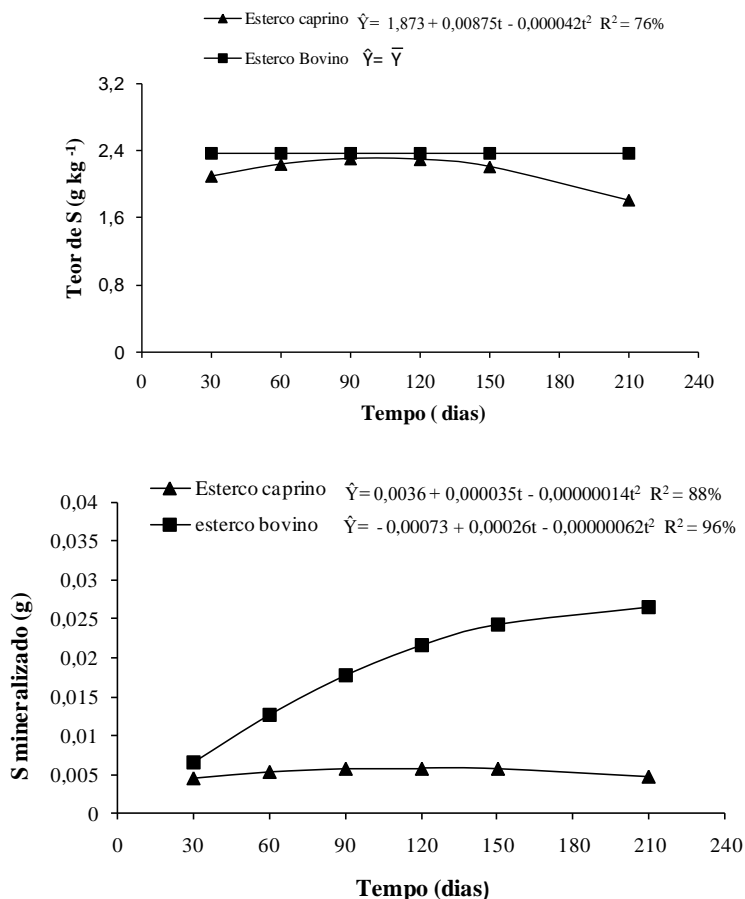 Esterco caprino Ŷ= 1,873 + 0,00875t - 0,000042t² R² = 76%
Esterco Bovino Ŷ= Y̅
3,2
2,4
1,6
0,8
0
Teor de S (g kg ⁻¹)
0 30 60 90 120 150 180 210 240
Tempo ( dias)
Esterco caprino Ŷ= 0,0036 + 0,000035t - 0,00000014t² R² = 88%
esterco bovino Ŷ= - 0,00073 + 0,00026t - 0,00000062t² R² = 96%
0,04
0,035
0,03
0,025
0,02
0,015
0,01
0,005
0
S mineralizado (g)
0 30 60 90 120 150 180 210 240
Tempo (dias)